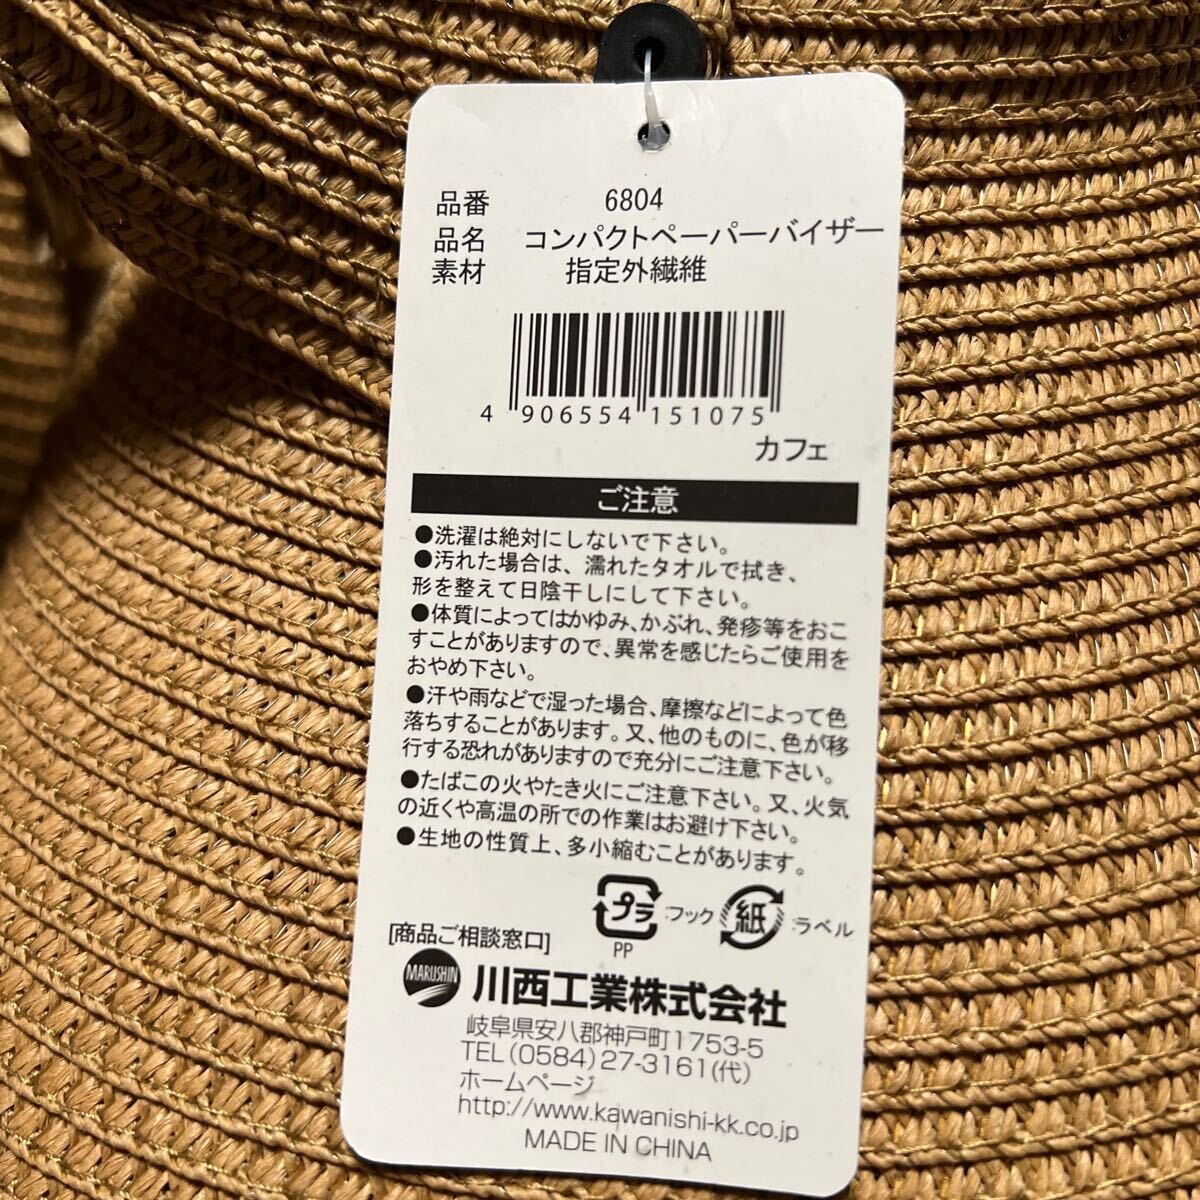 品番 6804
品名 コンパクトペーパーバイザー
素材 指定外繊維
4 906554 151075
カフェ
ご注意
●洗濯は絶対にしないで下さい。
●汚れた場合は、濡れたタオルで拭き、
形を整えて日陰干しにして下さい。
●体質によってはかゆみ、かぶれ、発疹等をおこ
すことがありますので、異常を感じたらご使用を
おやめ下さい。
●汗や雨などで湿った場合、摩擦などによって色
落ちすることがあります。又、他のものに、色が移
行する恐れがありますので充分にご注意下さい。
●たばこの火やたき火にご注意下さい。又、火気
の近くや高温の所での作業はお避け下さい。
●生地の性質上、多小縮むことがあります。
プラ :フック 紙 :ラベル
PP
[商品ご相談窓口]
MARUSHIN 川西工業株式会社
岐阜県安八郡神戸町1753-5
TEL(0584)27-3161(代)
ホームページ
http://www.kawanishi-kk.co.jp
MADE IN CHINA